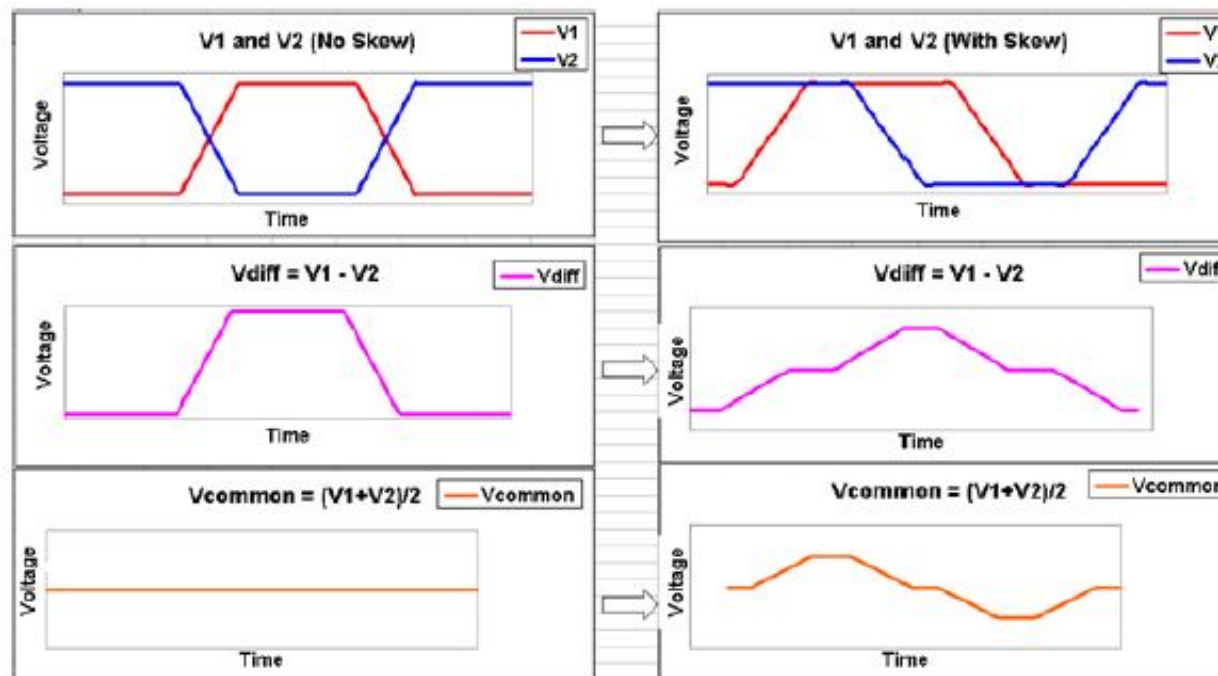 V1 and V2 (No Skew)
V1
V2
Voltage
Time
V1 and V2 (With Skew)
V
V
Voltage
Time
Vdiff = V1 - V2
Vdiff
Voltage
Time
Vdiff = V1 - V2
Vdif
Voltage
Time
Vcommon = (V1+V2)/2
Vcommon
Voltage
Time
Vcommon = (V1+V2)/2
Vcommon
Voltage
Time